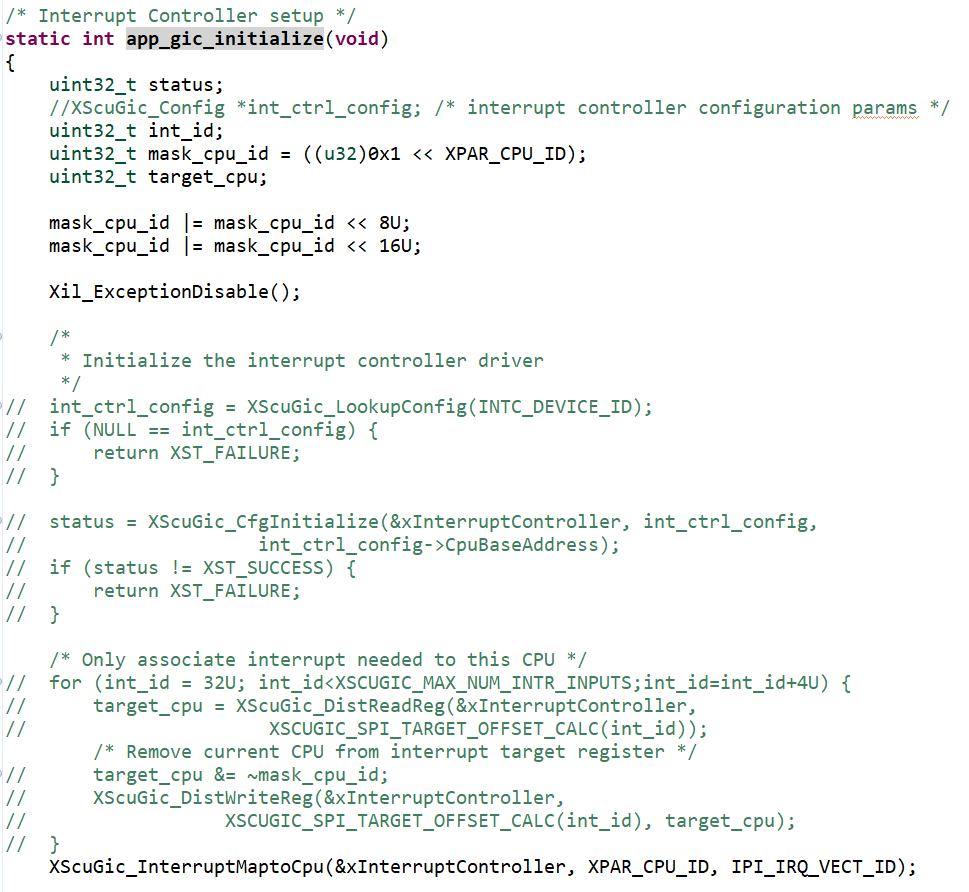 /* Interrupt Controller setup */
static int app_gic_initialize(void)
{
    uint32_t status;
    //XScuGic_Config *int_ctrl_config; /* interrupt controller configuration params */
    uint32_t int_id;
    uint32_t mask_cpu_id = ((u32)0x1 << XPAR_CPU_ID);
    uint32_t target_cpu;

    mask_cpu_id |= mask_cpu_id << 8U;
    mask_cpu_id |= mask_cpu_id << 16U;

    Xil_ExceptionDisable();

    /*
     * Initialize the interrupt controller driver
     */
//  int_ctrl_config = XScuGic_LookupConfig(INTC_DEVICE_ID);
//  if (NULL == int_ctrl_config) {
//      return XST_FAILURE;
//  }

//  status = XScuGic_CfgInitialize(&xInterruptController, int_ctrl_config,
//                     int_ctrl_config->CpuBaseAddress);
//  if (status != XST_SUCCESS) {
//      return XST_FAILURE;
//  }

    /* Only associate interrupt needed to this CPU */
//  for (int_id = 32U; int_id<XSCUGIC_MAX_NUM_INTR_INPUTS;int_id=int_id+4U) {
//      target_cpu = XScuGic_DistReadReg(&xInterruptController,
//                      XSCUGIC_SPI_TARGET_OFFSET_CALC(int_id));
        /* Remove current CPU from interrupt target register */
//      target_cpu &= ~mask_cpu_id;
//      XScuGic_DistWriteReg(&xInterruptController,
//                  XSCUGIC_SPI_TARGET_OFFSET_CALC(int_id), target_cpu);
//  }
    XScuGic_InterruptMaptoCpu(&xInterruptController, XPAR_CPU_ID, IPI_IRQ_VECT_ID);